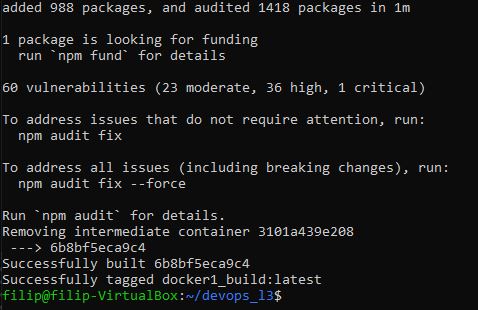 added 988 packages, and audited 1418 packages in 1m
1 package is looking for funding
run `npm fund` for details
60 vulnerabilities (23 moderate, 36 high, 1 critical)
To address issues that do not require attention, run:
npm audit fix
To address all issues (including breaking changes), run:
npm audit fix --force
Run `npm audit` for details.
Removing intermediate container 3101a439e208
---> 6b8bf5eca9c4
Successfully built 6b8bf5eca9c4
Successfully tagged docker1_build:latest
filip@filip-VirtualBox:~/devops_l3$